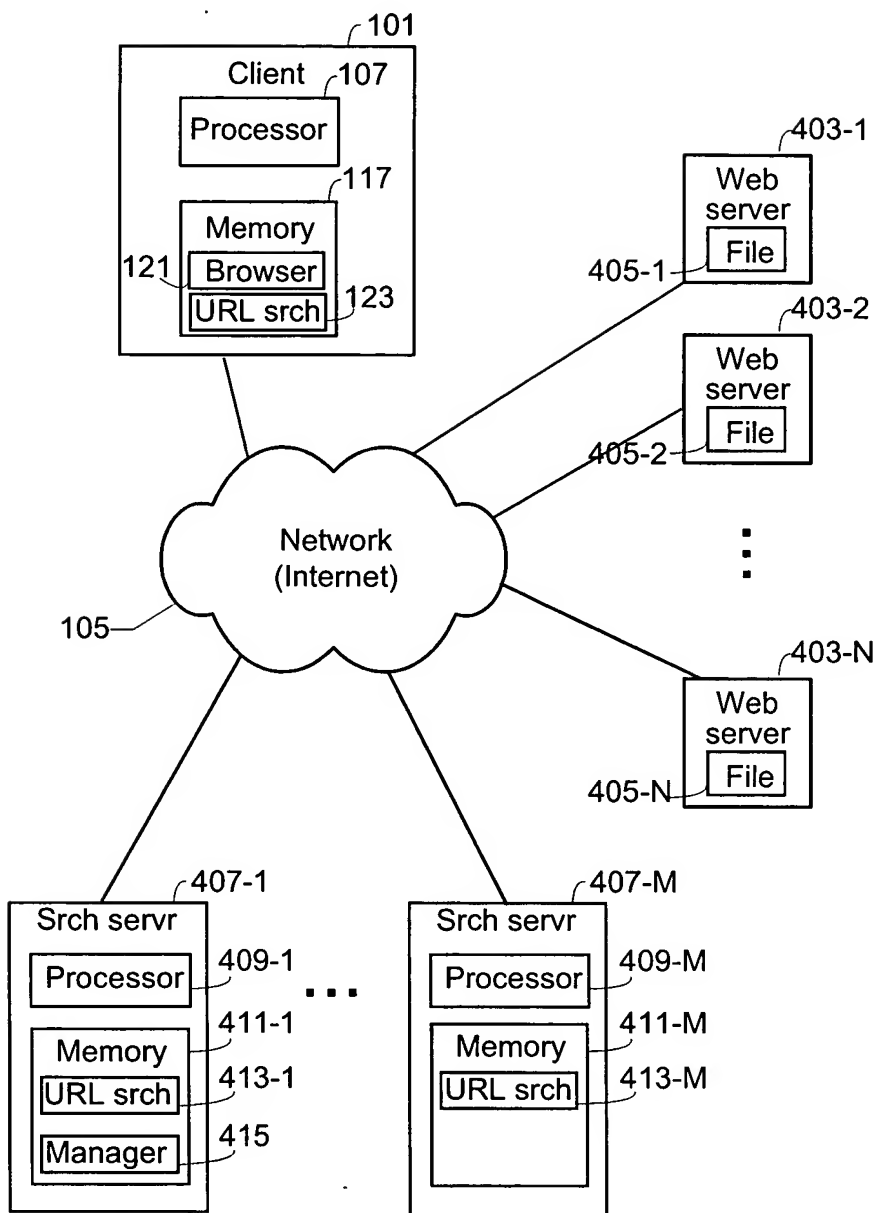 101
Client
107
Processor
117
Memory
121
Browser
URL srch
123
403-1
Web
server
File
405-1
403-2
Web
server
File
405-2
Network
(Internet)
105
403-N
Web
server
File
405-N
407-1
Srch servr
Processor
409-1
411-1
Memory
URL srch
413-1
Manager
415
407-M
Srch servr
Processor
409-M
411-M
Memory
URL srch
413-M